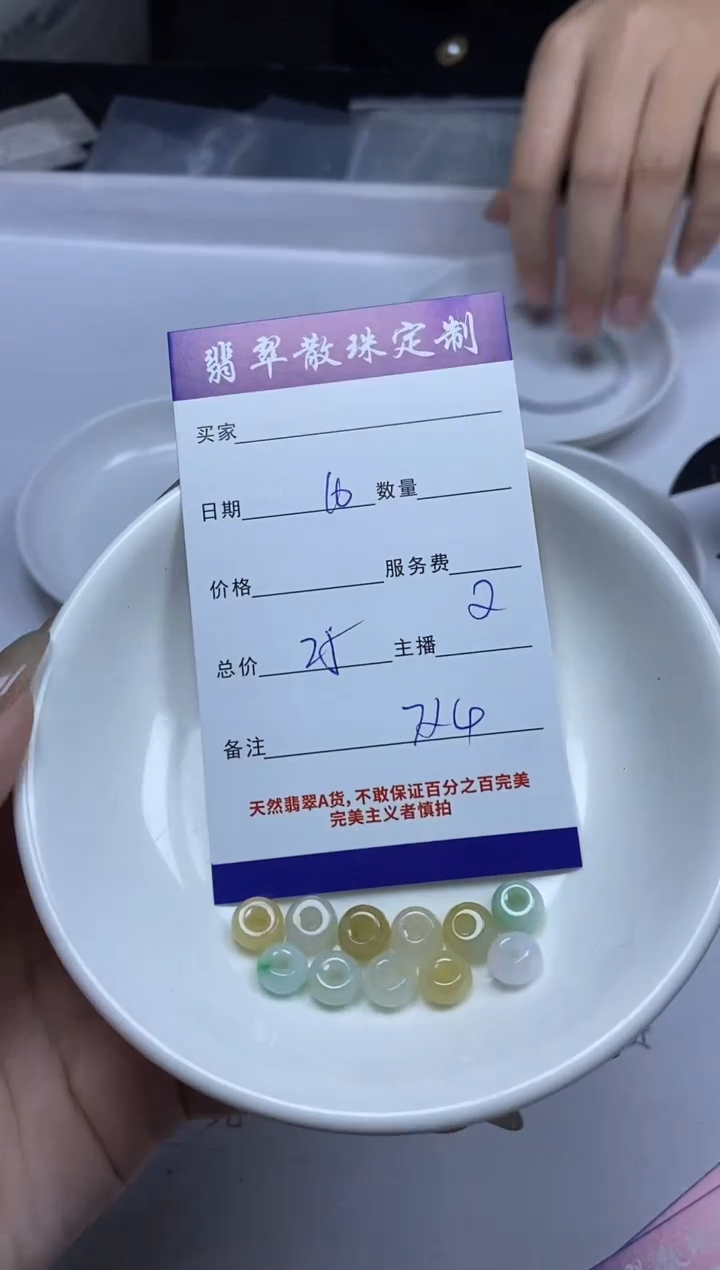 翡翠散珠定制
买家
日期 16 数量
价格 服务费 2
总价 主播
备注
天然翡翠A货,不敢保证百分之百完美
完美主义者慎拍